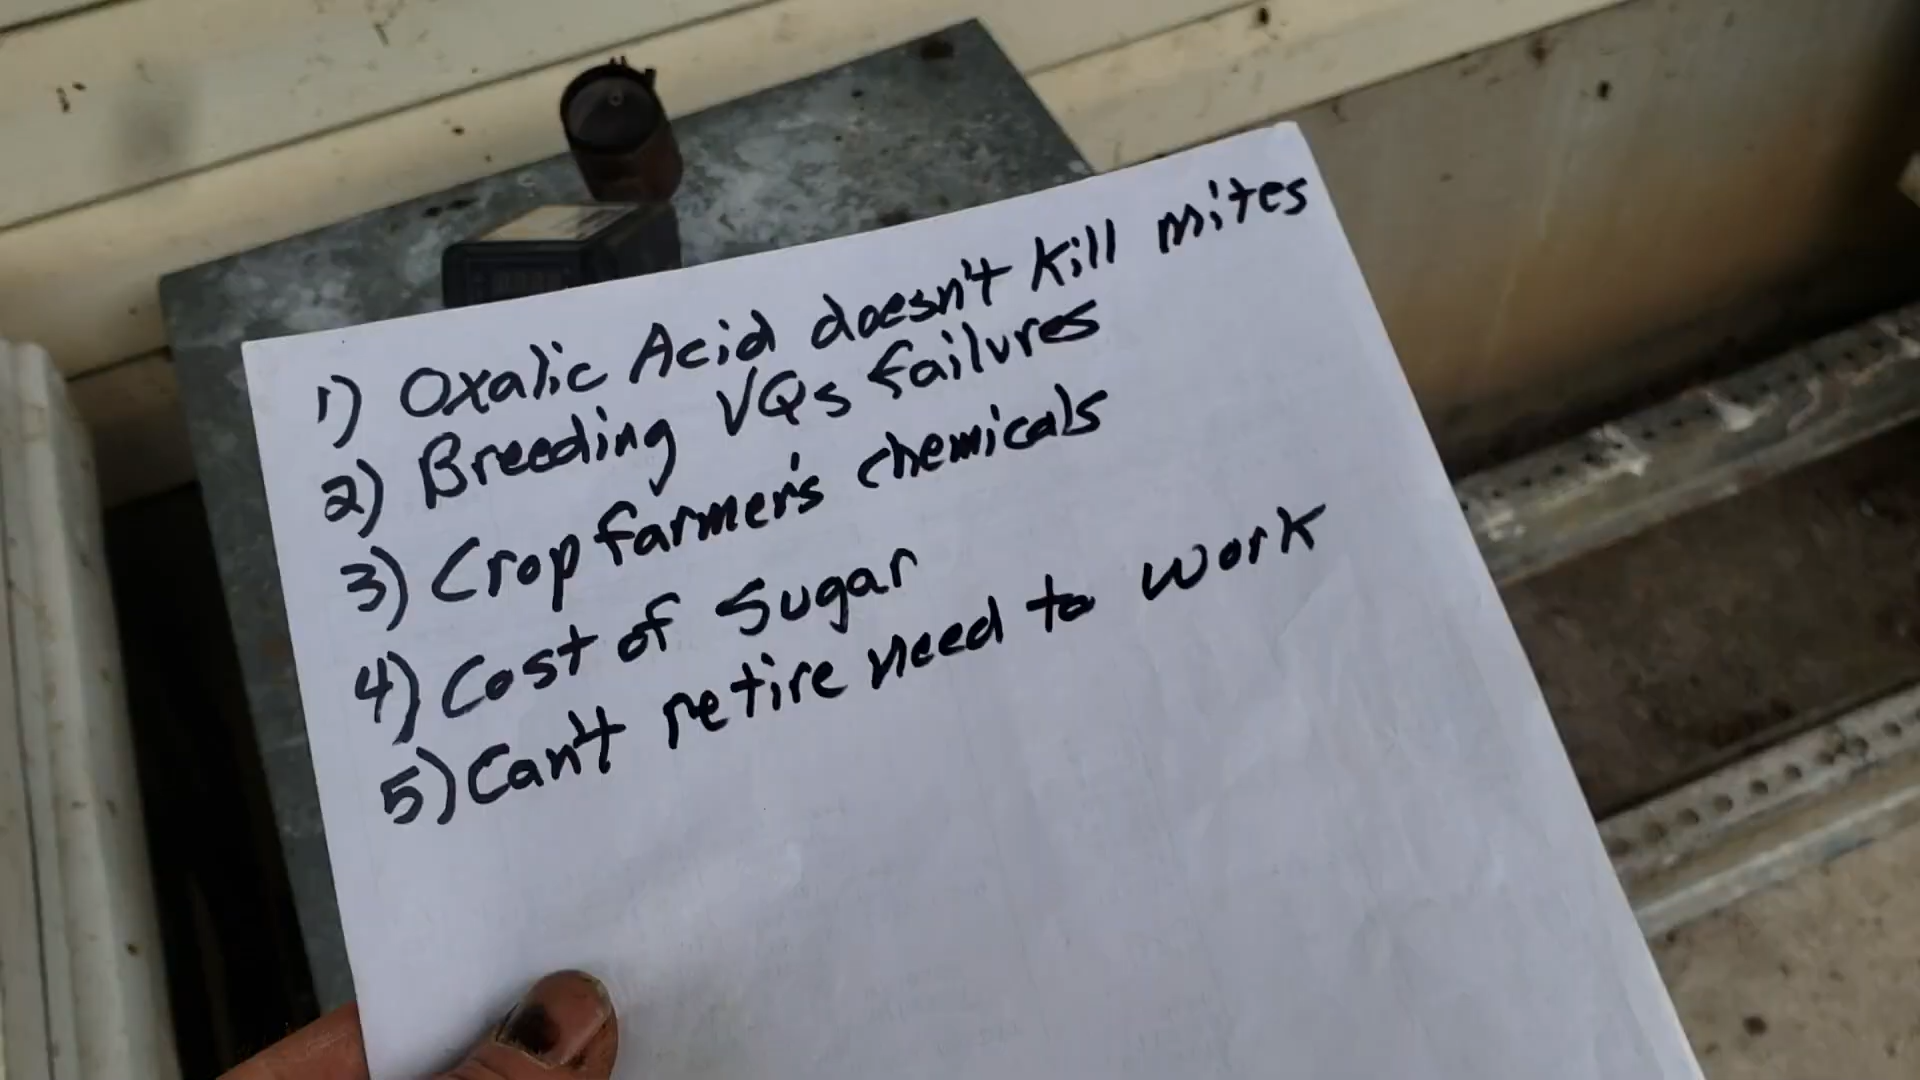 1) Oxalic Acid doesn't kill mites
2) Breeding VQs failures
3) Crop farmer's chemicals
4) Cost of Sugar
5) Can't retire need to work